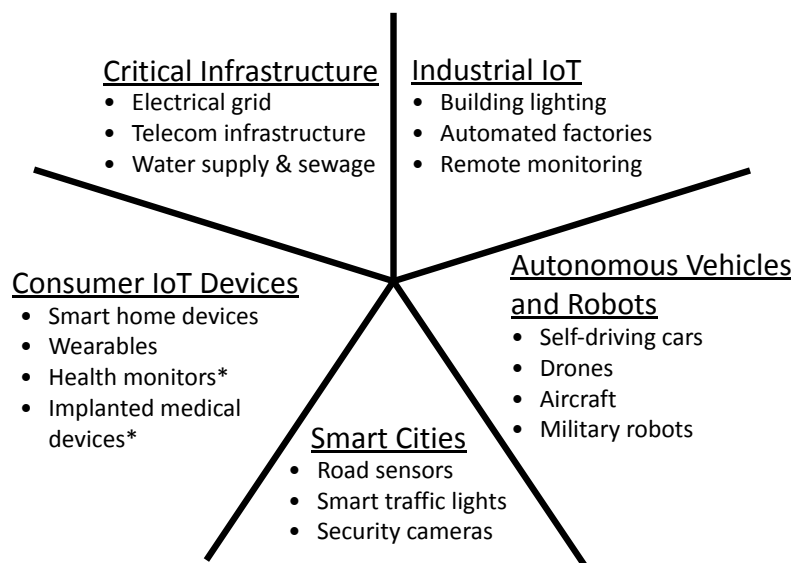 Critical Infrastructure
• Electrical grid
• Telecom infrastructure
• Water supply & sewage
Industrial IoT
• Building lighting
• Automated factories
• Remote monitoring
Consumer IoT Devices
• Smart home devices
• Wearables
• Health monitors*
• Implanted medical
devices*
Autonomous Vehicles
and Robots
• Self-driving cars
• Drones
• Aircraft
• Military robots
Smart Cities
• Road sensors
• Smart traffic lights
• Security cameras